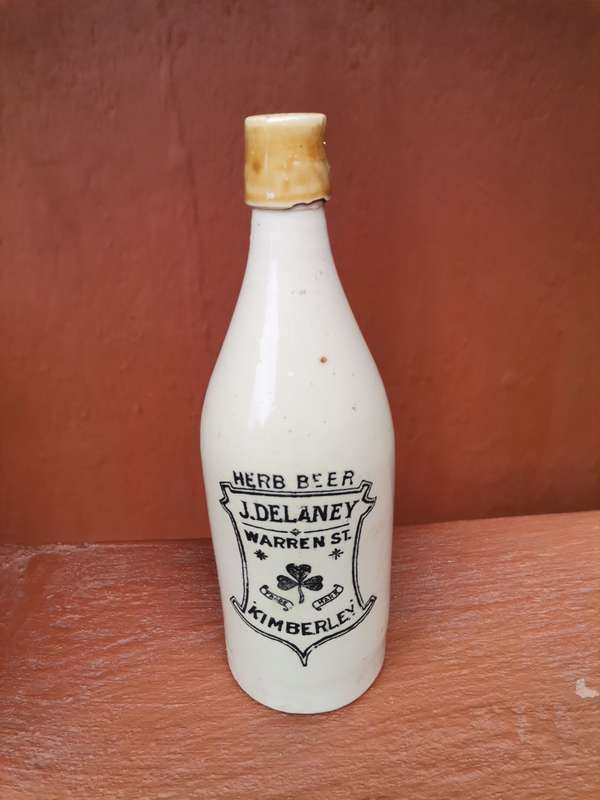 HERB BEER
J. DELANEY
WARREN ST.
TRADE MARK
KIMBERLEY